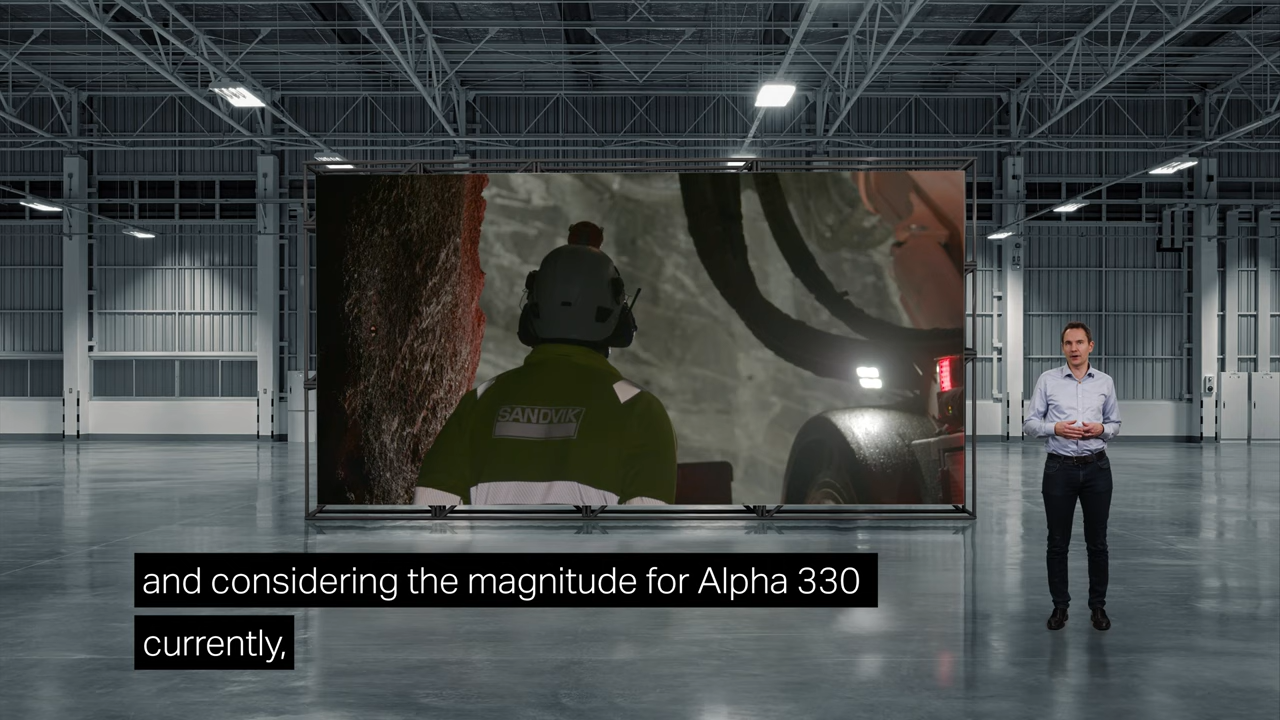 SANDVIK
and considering the magnitude for Alpha 330
currently,